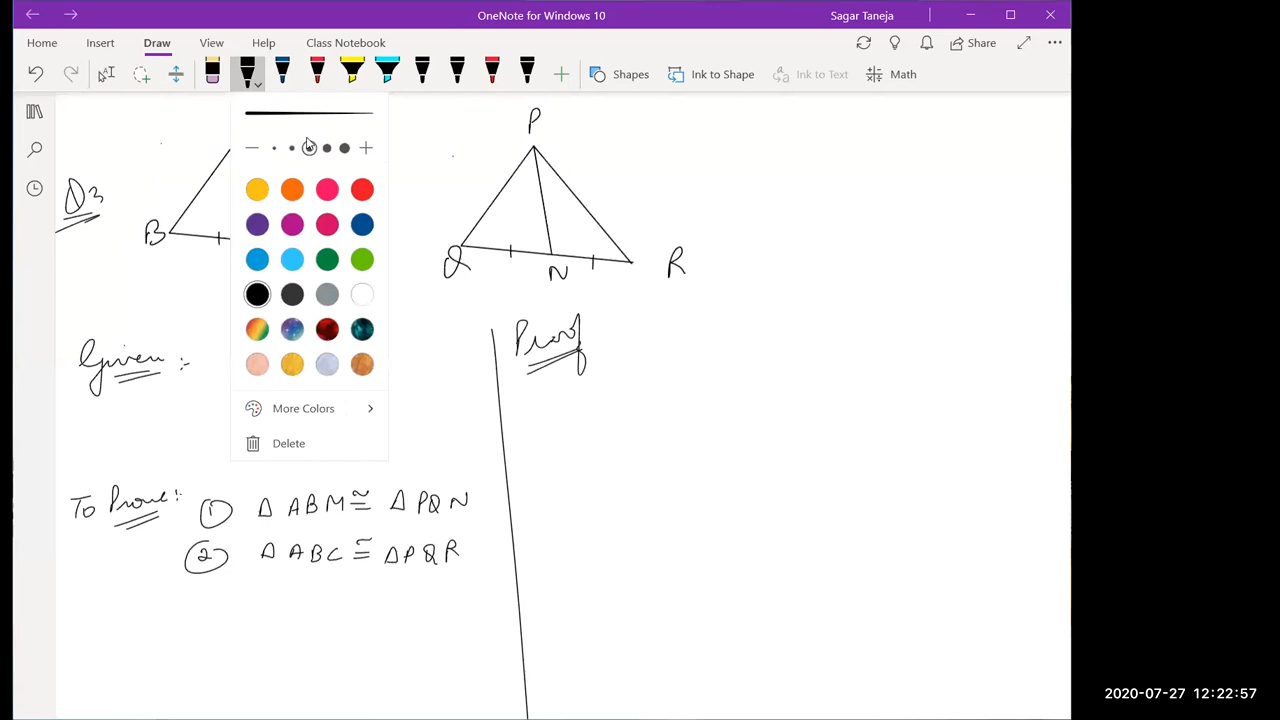 OneNote for Windows 10
Sagar Taneja
Home Insert Draw View Help Class Notebook
Share
Shapes Ink to Shape Ink to Text Math
P
Q3
B
Q N R
Given :-
Proof
More Colors
Delete
To Prove :- ① Δ ABM ≅ Δ PQN
② Δ ABC ≅ Δ PQR
2020-07-27 12:22:57